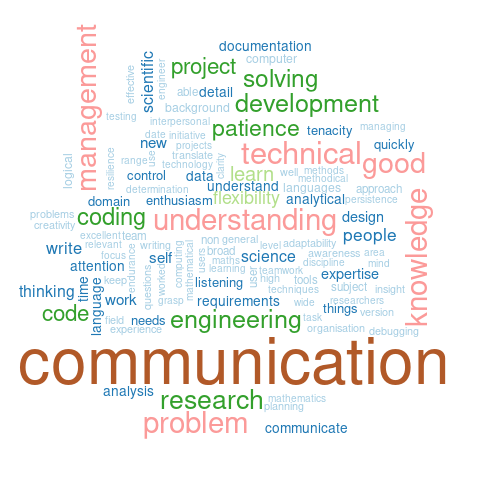 documentation
computer
management
effective
scientific
engineer
project
solving
able
detail
background
development
testing
interpersonal
patience
tenacity
managing
date
initiative
new
projects
technical
quickly
logical
resilience
range
use
translate
technology
clarity
good
control
data
learn
well
methods
methodical
determination
understand
languages
approach
domain
enthusiasm
flexibility
analytical
persistence
problems
creativity
coding
understanding
design
knowledge
excellent
team
people
write
relevant
writing
non
general
level
adaptability
focus
self
broad
science
awareness
area
attention
endurance
questions
worked
computing
mathematical
users
maths
learning
discipline
mind
thinking
time
language
keep
work
high
user
teamwork
expertise
grasp
listening
tools
subject
insight
techniques
requirements
wide
researchers
code
field
needs
engineering
things
version
experience
task
organisation
debugging
communication
analysis
research
mathematics
planning
problem
communicate